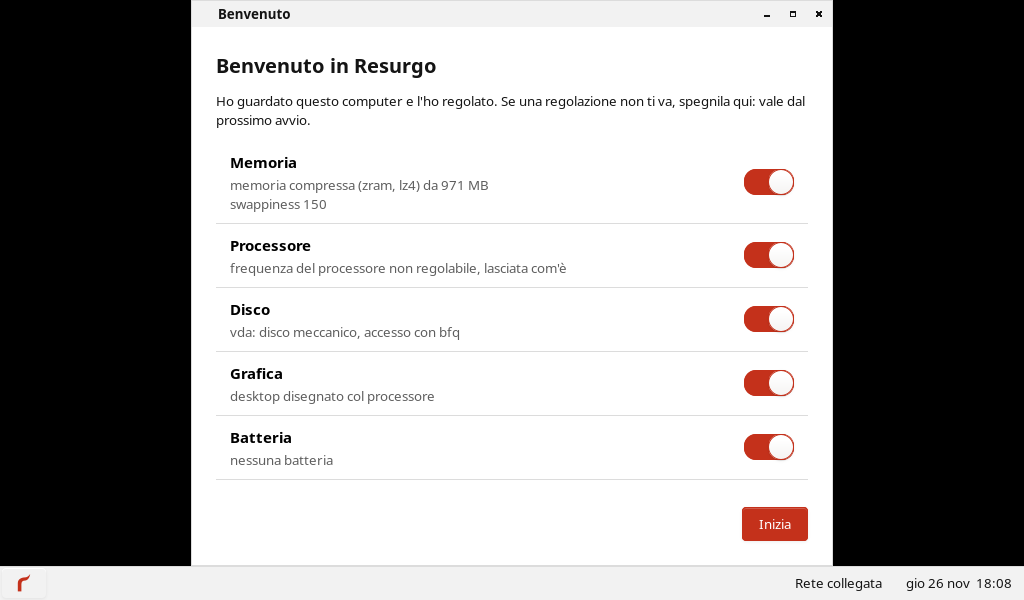 Benvenuto
Benvenuto in Resurgo
Ho guardato questo computer e l'ho regolato. Se una regolazione non ti va, spegnila qui: vale dal
prossimo avvio.
Memoria
memoria compressa (zram, lz4) da 971 MB
swappiness 150
Processore
frequenza del processore non regolabile, lasciata com'è
Disco
vda: disco meccanico, accesso con bfq
Grafica
desktop disegnato col processore
Batteria
nessuna batteria
Inizia
Rete collegata gio 26 nov 18:08